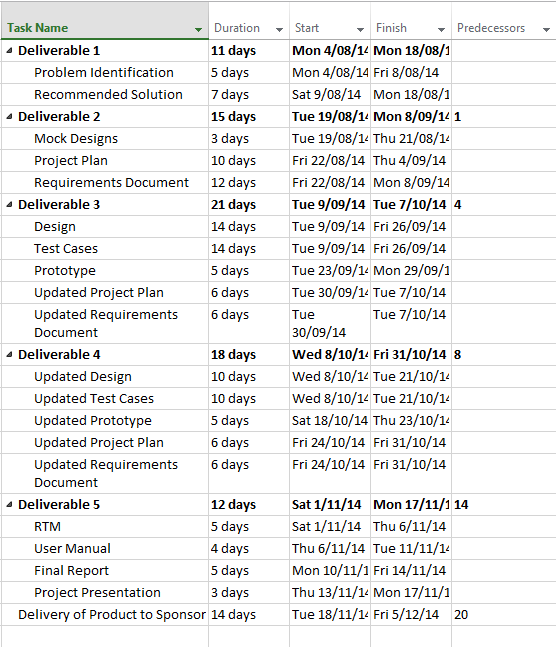 Task Name Duration Start Finish Predecessors
Deliverable 1 11 days Mon 4/08/14 Mon 18/08/1
Problem Identification 5 days Mon 4/08/14 Fri 8/08/14
Recommended Solution 7 days Sat 9/08/14 Mon 18/08/1
Deliverable 2 15 days Tue 19/08/14 Mon 8/09/14 1
Mock Designs 3 days Tue 19/08/14 Thu 21/08/14
Project Plan 10 days Fri 22/08/14 Thu 4/09/14
Requirements Document 12 days Fri 22/08/14 Mon 8/09/14
Deliverable 3 21 days Tue 9/09/14 Tue 7/10/14 4
Design 14 days Tue 9/09/14 Fri 26/09/14
Test Cases 14 days Tue 9/09/14 Fri 26/09/14
Prototype 5 days Tue 23/09/14 Mon 29/09/1
Updated Project Plan 6 days Tue 30/09/14 Tue 7/10/14
Updated Requirements 6 days Tue Tue 7/10/14
Document 30/09/14
Deliverable 4 18 days Wed 8/10/14 Fri 31/10/14 8
Updated Design 10 days Wed 8/10/14 Tue 21/10/14
Updated Test Cases 10 days Wed 8/10/14 Tue 21/10/14
Updated Prototype 5 days Sat 18/10/14 Thu 23/10/14
Updated Project Plan 6 days Fri 24/10/14 Fri 31/10/14
Updated Requirements 6 days Fri 24/10/14 Fri 31/10/14
Document
Deliverable 5 12 days Sat 1/11/14 Mon 17/11/1 14
RTM 5 days Sat 1/11/14 Thu 6/11/14
User Manual 4 days Thu 6/11/14 Tue 11/11/14
Final Report 5 days Mon 10/11/1 Fri 14/11/14
Project Presentation 3 days Thu 13/11/14 Mon 17/11/1
Delivery of Product to Sponsor 14 days Tue 18/11/14 Fri 5/12/14 20